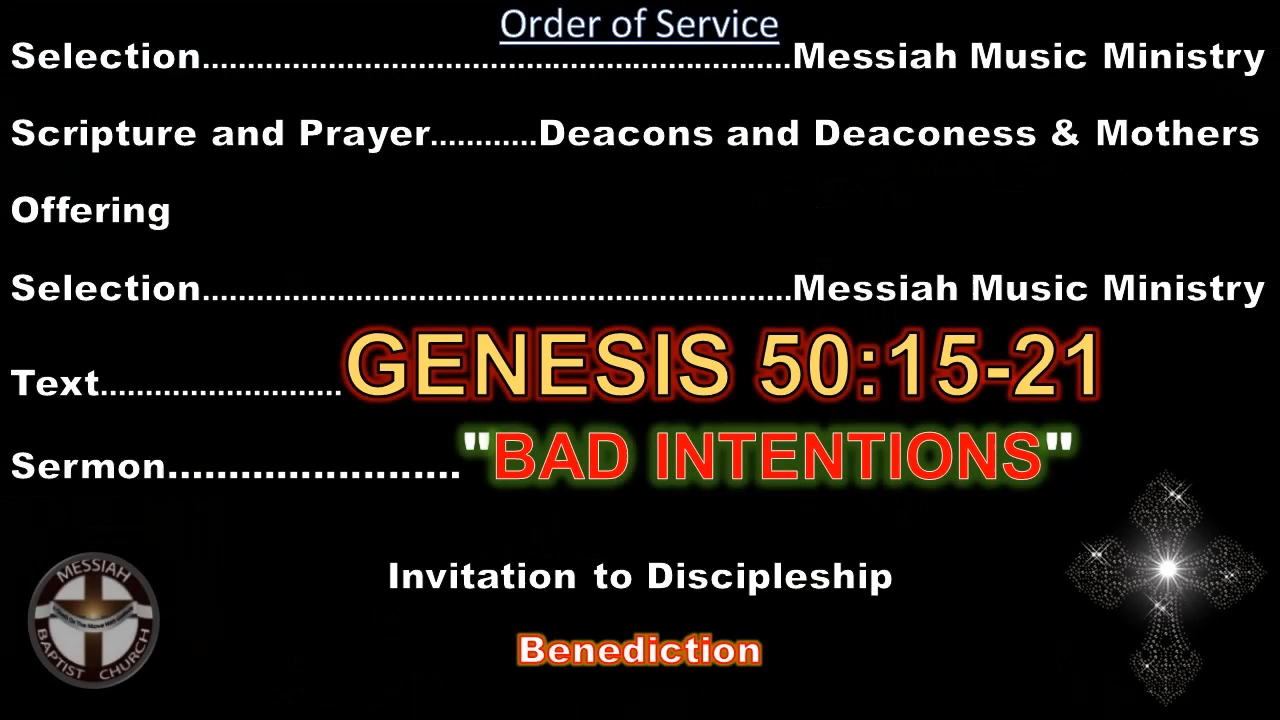 Order of Service
Selection.................................................................Messiah Music Ministry
Scripture and Prayer............Deacons and Deaconess & Mothers
Offering
Selection.................................................................Messiah Music Ministry
Text...........................GENESIS 50:15-21
Sermon........................"BAD INTENTIONS"
Invitation to Discipleship
Benediction
MESSIAH
BAPTIST CHURCH